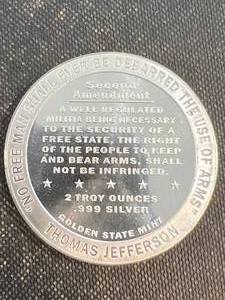 "NO FREE MAN SHALL EVER BE DEBARRED THE USE OF ARMS"
Second
Amendment
A WELL REGULATED
MILITIA BEING NECESSARY
TO THE SECURITY OF A
FREE STATE, THE RIGHT
OF THE PEOPLE TO KEEP
AND BEAR ARMS, SHALL
NOT BE INFRINGED.
2 TROY OUNCES
.999 SILVER
GOLDEN STATE MINT
THOMAS JEFFERSON